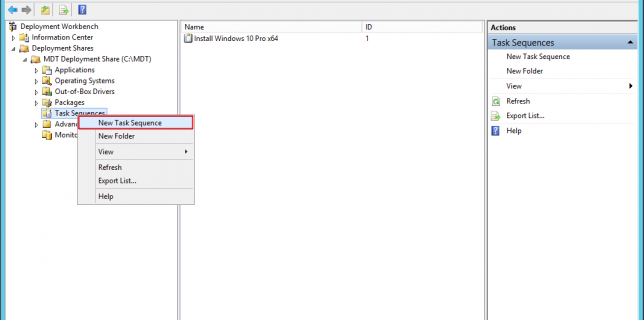 Deployment Workbench
Information Center
Deployment Shares
MDT Deployment Share (C:\MDT)
Applications
Operating Systems
Out-of-Box Drivers
Packages
Task Sequences
Advan
Monito
New Task Sequence
New Folder
View
Refresh
Export List...
Help
Name ID
Install Windows 10 Pro x64 1
Actions
Task Sequences
New Task Sequence
New Folder
View
Refresh
Export List...
Help